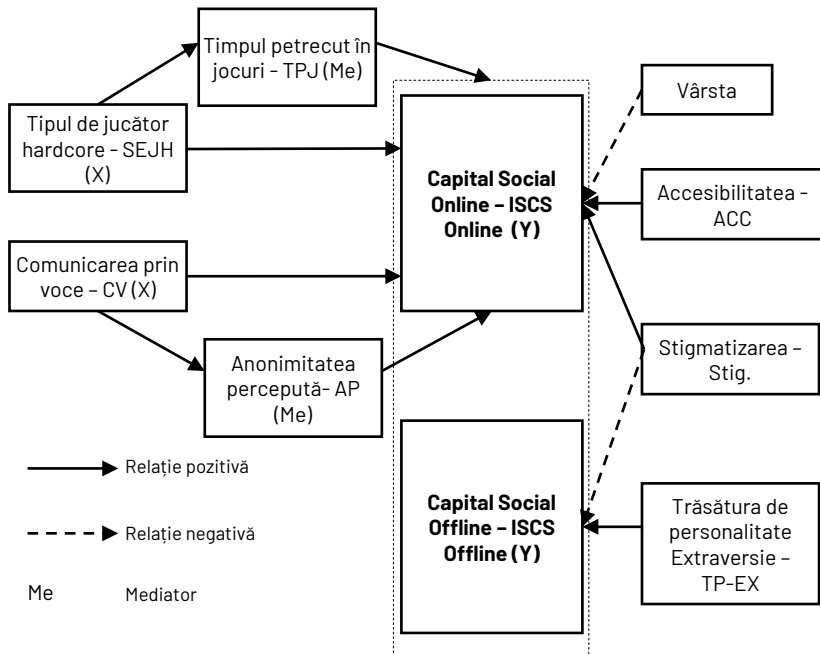 Timpul petrecut în
jocuri - TPJ (Me)
Tipul de jucător
hardcore - SEJH
(X)
Comunicarea prin
voce – CV (X)
Anonimitatea
percepută- AP
(Me)
Capital Social
Online – ISCS
Online (Y)
Capital Social
Offline – ISCS
Offline (Y)
Vârsta
Accesibilitatea -
ACC
Stigmatizarea –
Stig.
Trăsătura de
personalitate
Extraversie –
TP-EX
Relație pozitivă
Relație negativă
Me Mediator